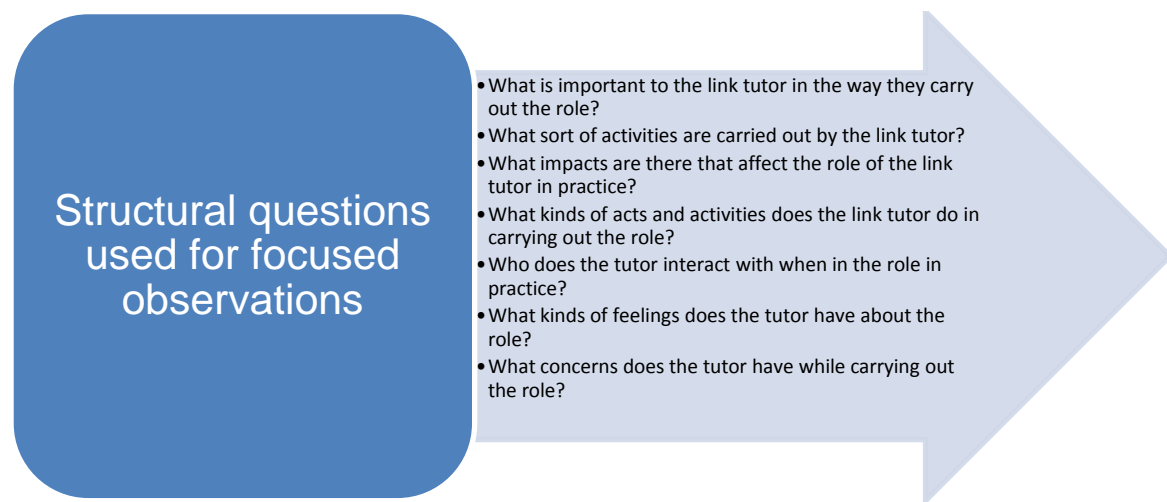 Structural questions
used for focused
observations
•What is important to the link tutor in the way they carry
out the role?
•What sort of activities are carried out by the link tutor?
•What impacts are there that affect the role of the link
tutor in practice?
•What kinds of acts and activities does the link tutor do in
carrying out the role?
•Who does the tutor interact with when in the role in
practice?
•What kinds of feelings does the tutor have about the
role?
•What concerns does the tutor have while carrying out
the role?